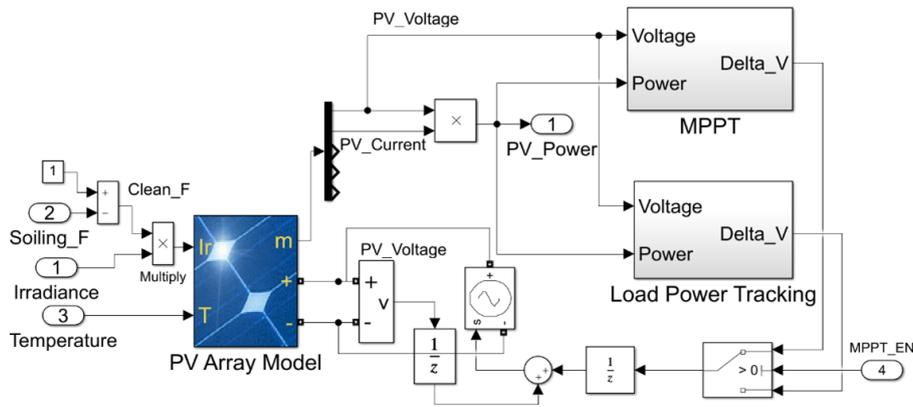 PV_Voltage
Voltage
Power
Delta_V
MPPT
×
PV_Current
1
PV_Power
1
+
−
Clean_F
2
Soiling_F
×
Multiply
1
Irradiance
3
Temperature
Ir
T
m
+
-
PV Array Model
PV_Voltage
+
-
v
1
z
+
s
-
Voltage
Power
Delta_V
Load Power Tracking
+
+
1
z
> 0
MPPT_EN
4